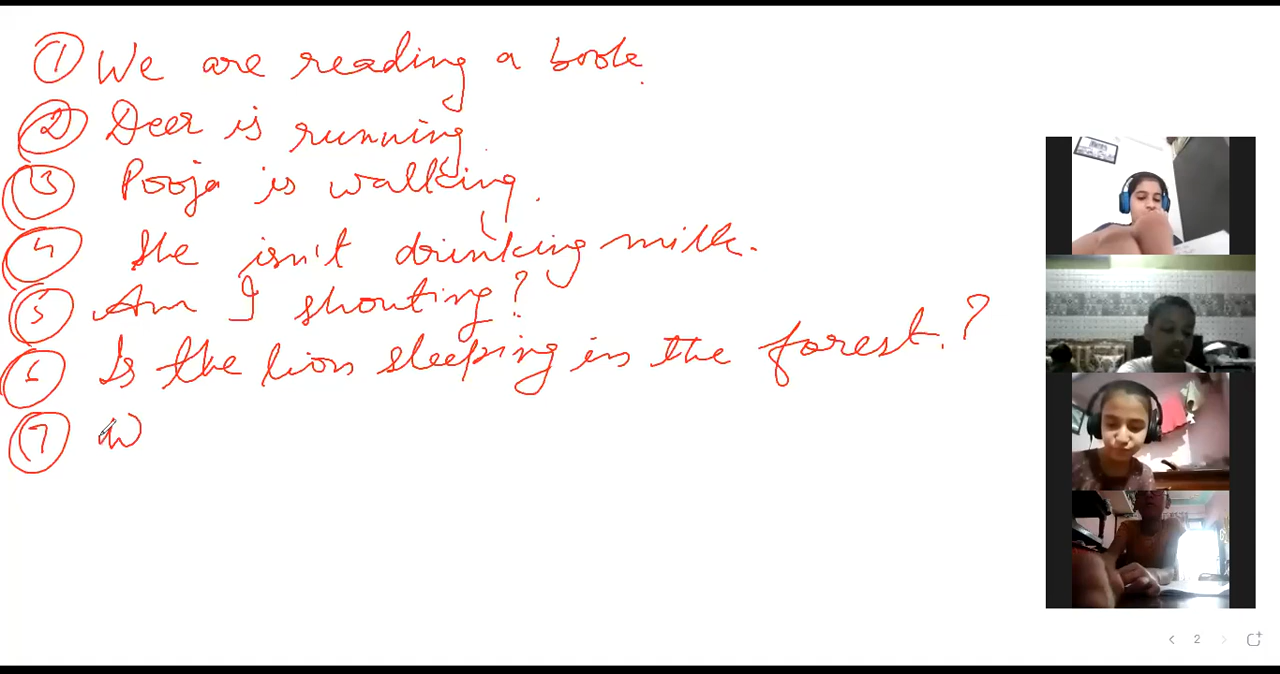 ① We are reading a book.
② Deer is running.
③ Pooja is walking.
④ She isn't drinking milk.
⑤ Am I shouting?
⑥ Is the lion sleeping in the forest.?
⑦ W
2